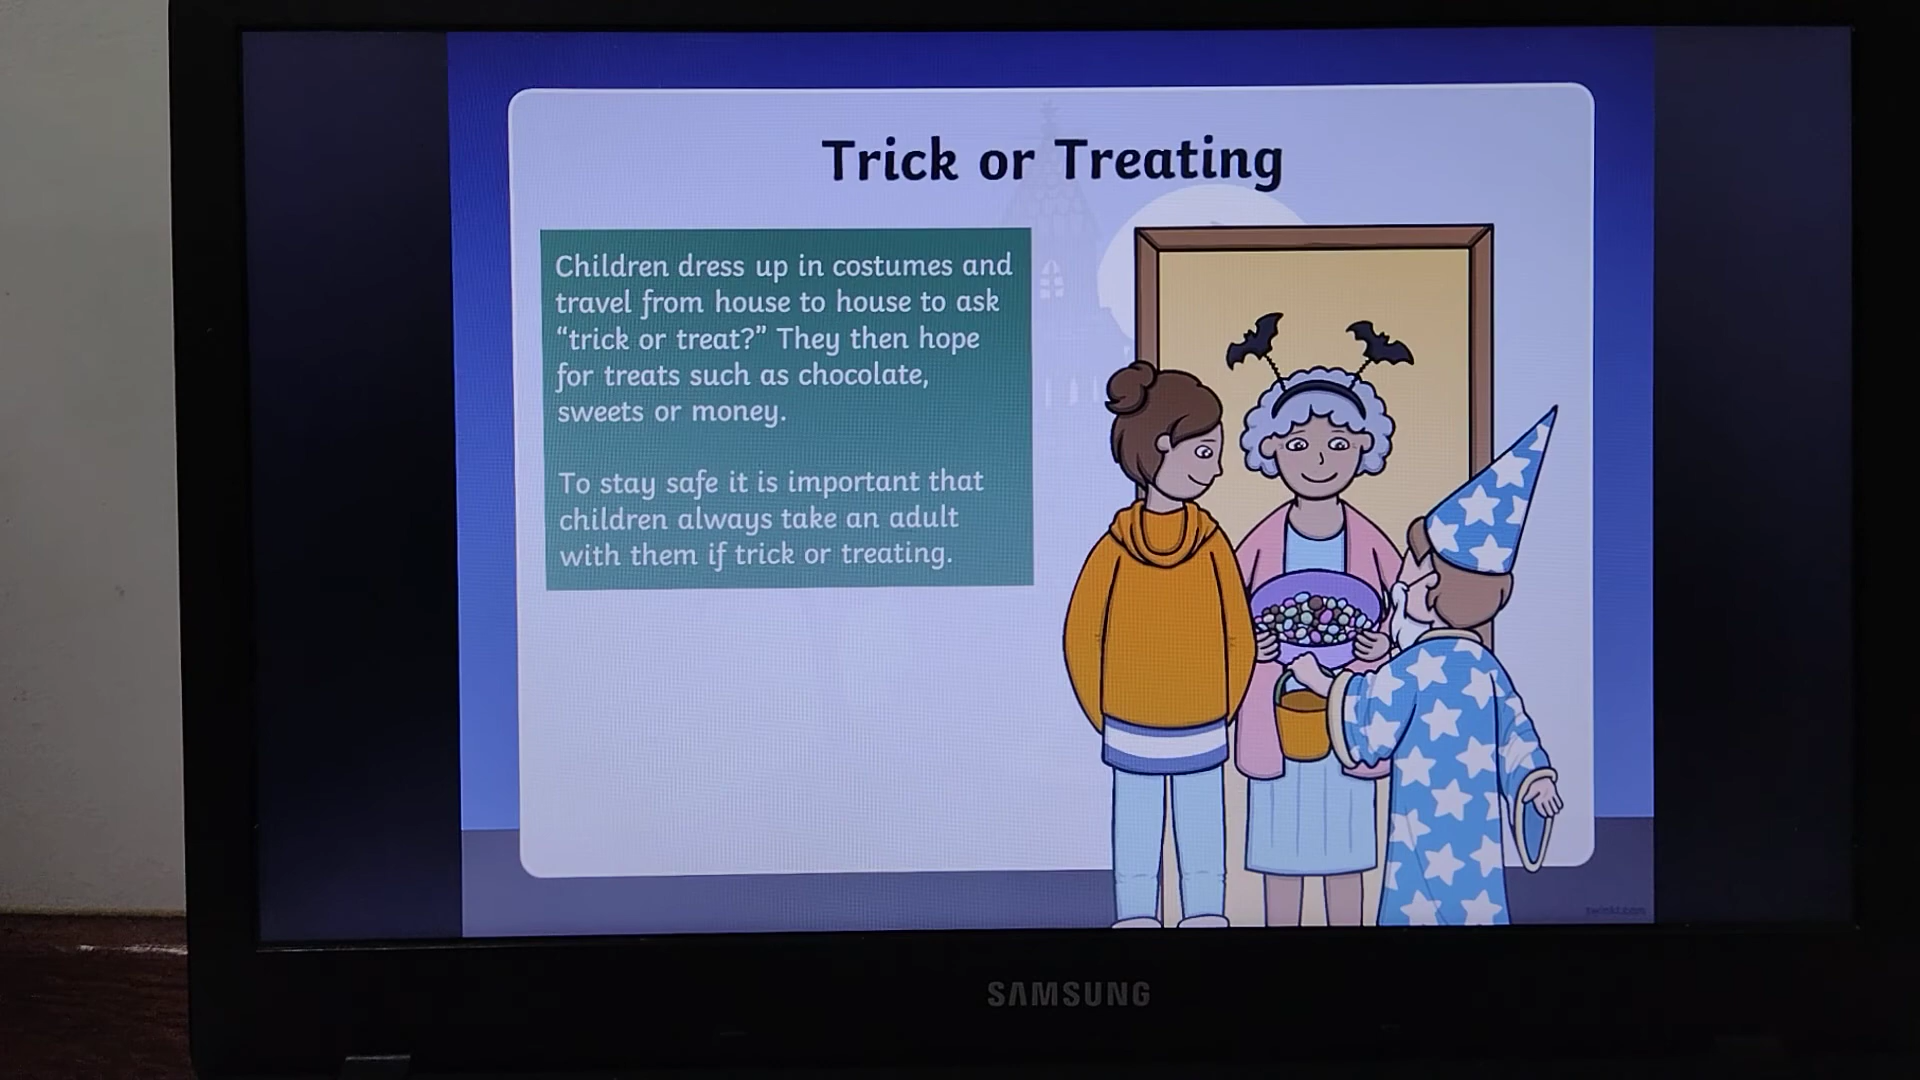 Trick or Treating
Children dress up in costumes and
travel from house to house to ask
“trick or treat?” They then hope
for treats such as chocolate,
sweets or money.
To stay safe it is important that
children always take an adult
with them if trick or treating.
twinkl.com
SAMSUNG